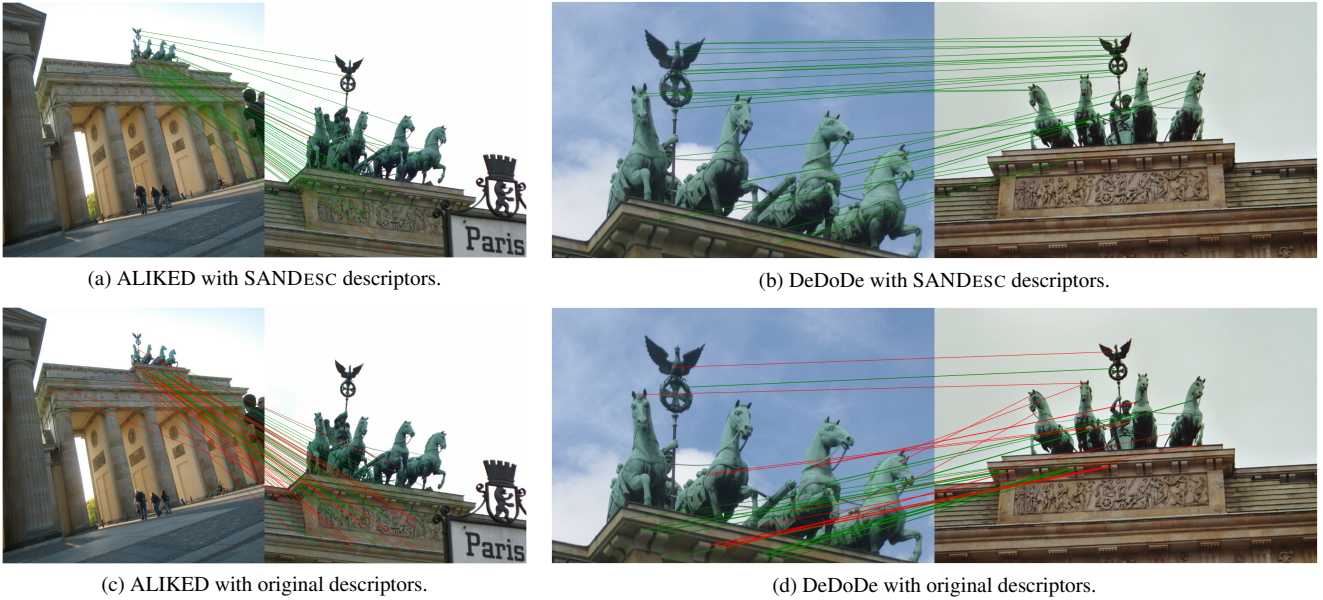 Paris
(a) ALIKED with SANDESC descriptors.
(b) DeDoDe with SANDESC descriptors.
Paris
(c) ALIKED with original descriptors.
(d) DeDoDe with original descriptors.